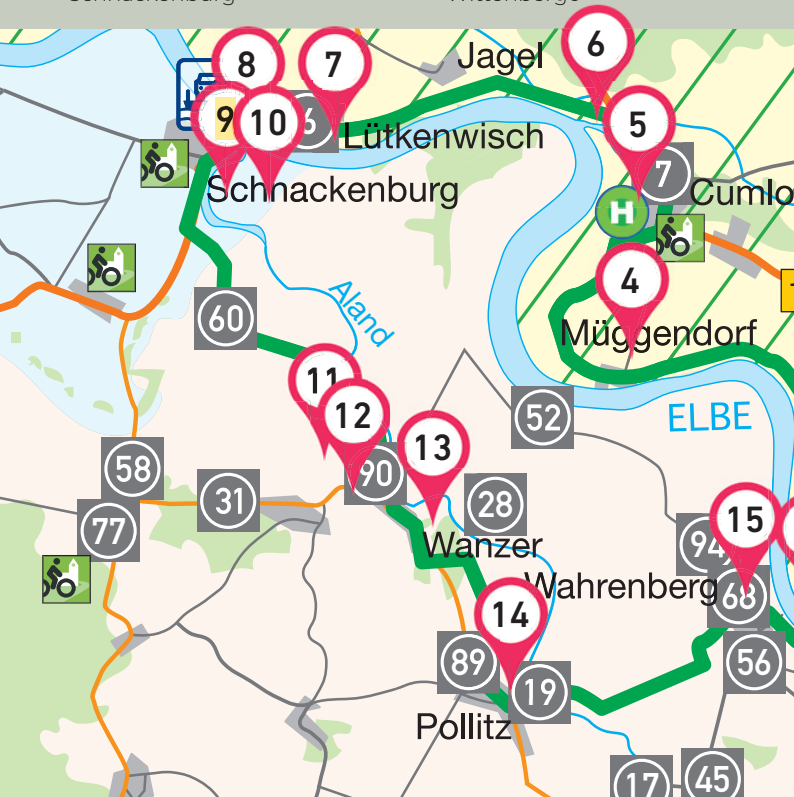 Jagel
6
8
7
9
10
6
5
Lütkenwisch
7
Schnackenburg
Cumlo
H
4
Aland
60
Müggendorf
11
12
52
ELBE
13
58
90
31
28
15
77
94
Wanzer
Wahrenberg
68
14
89
19
56
Pollitz
17
45